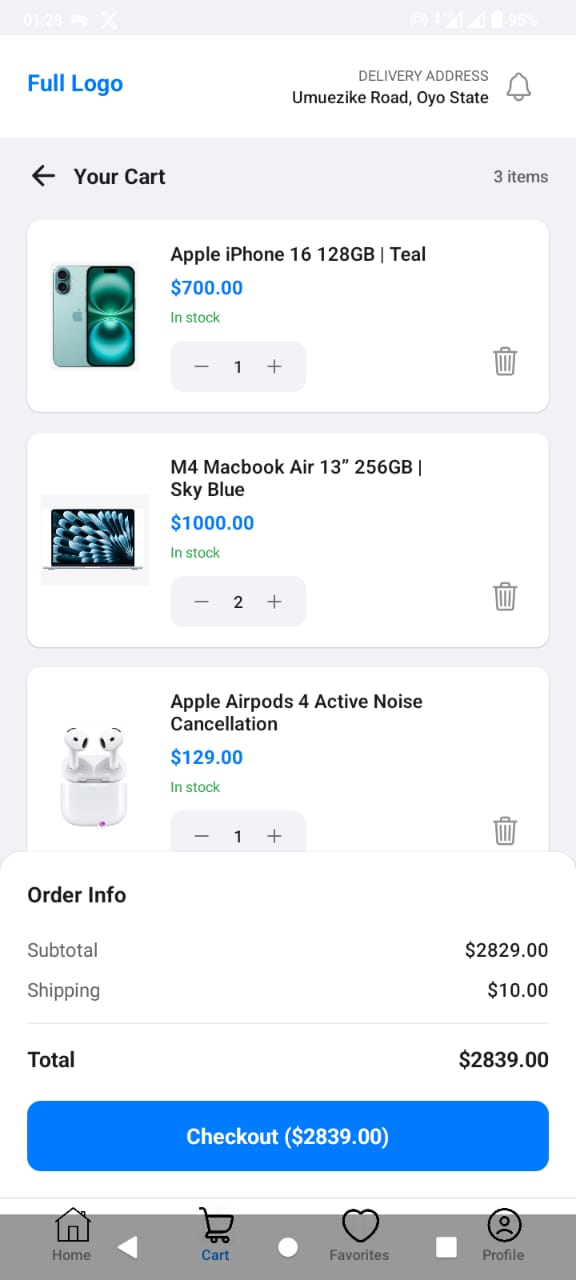 01:28
95%
Full Logo
DELIVERY ADDRESS
Umuezike Road, Oyo State
Your Cart
3 items
Apple iPhone 16 128GB | Teal
$700.00
In stock
1
M4 Macbook Air 13” 256GB |
Sky Blue
$1000.00
In stock
2
Apple Airpods 4 Active Noise
Cancellation
$129.00
In stock
1
Order Info
Subtotal
$2829.00
Shipping
$10.00
Total
$2839.00
Checkout ($2839.00)
Home
Cart
Favorites
Profile